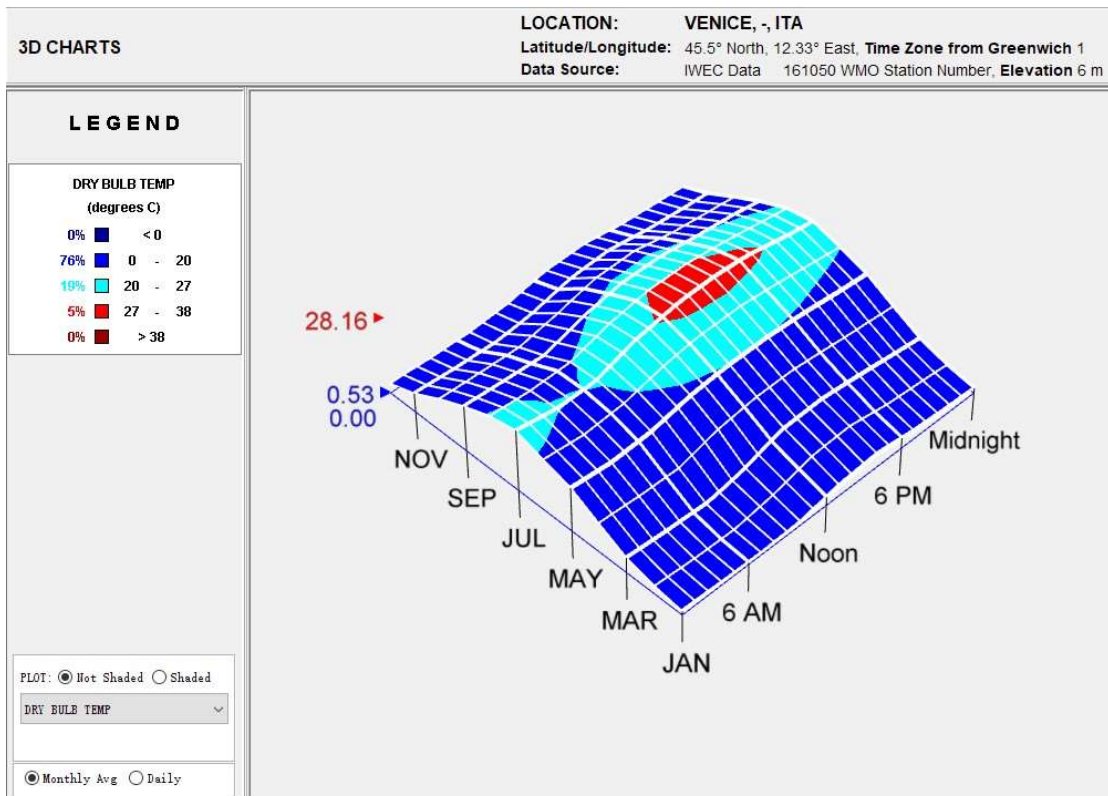 3D CHARTS
LOCATION: VENICE, -, ITA
Latitude/Longitude: 45.5° North, 12.33° East, Time Zone from Greenwich 1
Data Source: IWEC Data 161050 WMO Station Number, Elevation 6 m
LEGEND
DRY BULB TEMP
(degrees C)
0% < 0
76% 0 - 20
19% 20 - 27
5% 27 - 38
0% > 38
28.16
0.53
0.00
NOV
SEP
JUL
MAY
MAR
JAN
6 AM
Noon
6 PM
Midnight
PLOT: Not Shaded Shaded
DRY BULB TEMP
Monthly Avg Daily